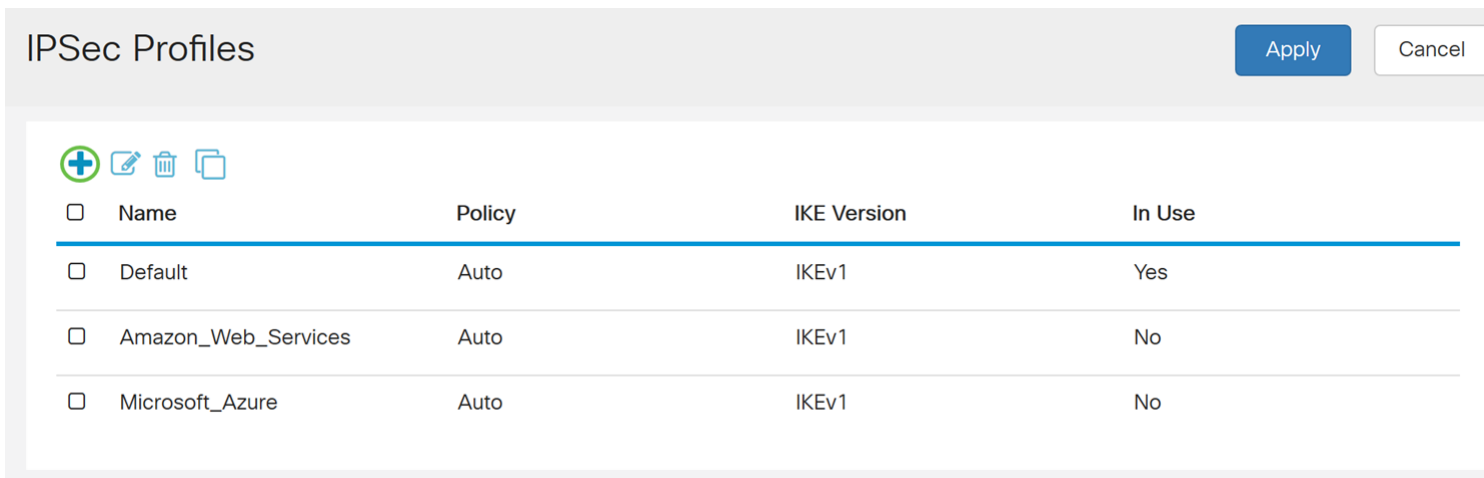 IPSec Profiles
Apply
Cancel
Name Policy IKE Version In Use
Default Auto IKEv1 Yes
Amazon_Web_Services Auto IKEv1 No
Microsoft_Azure Auto IKEv1 No